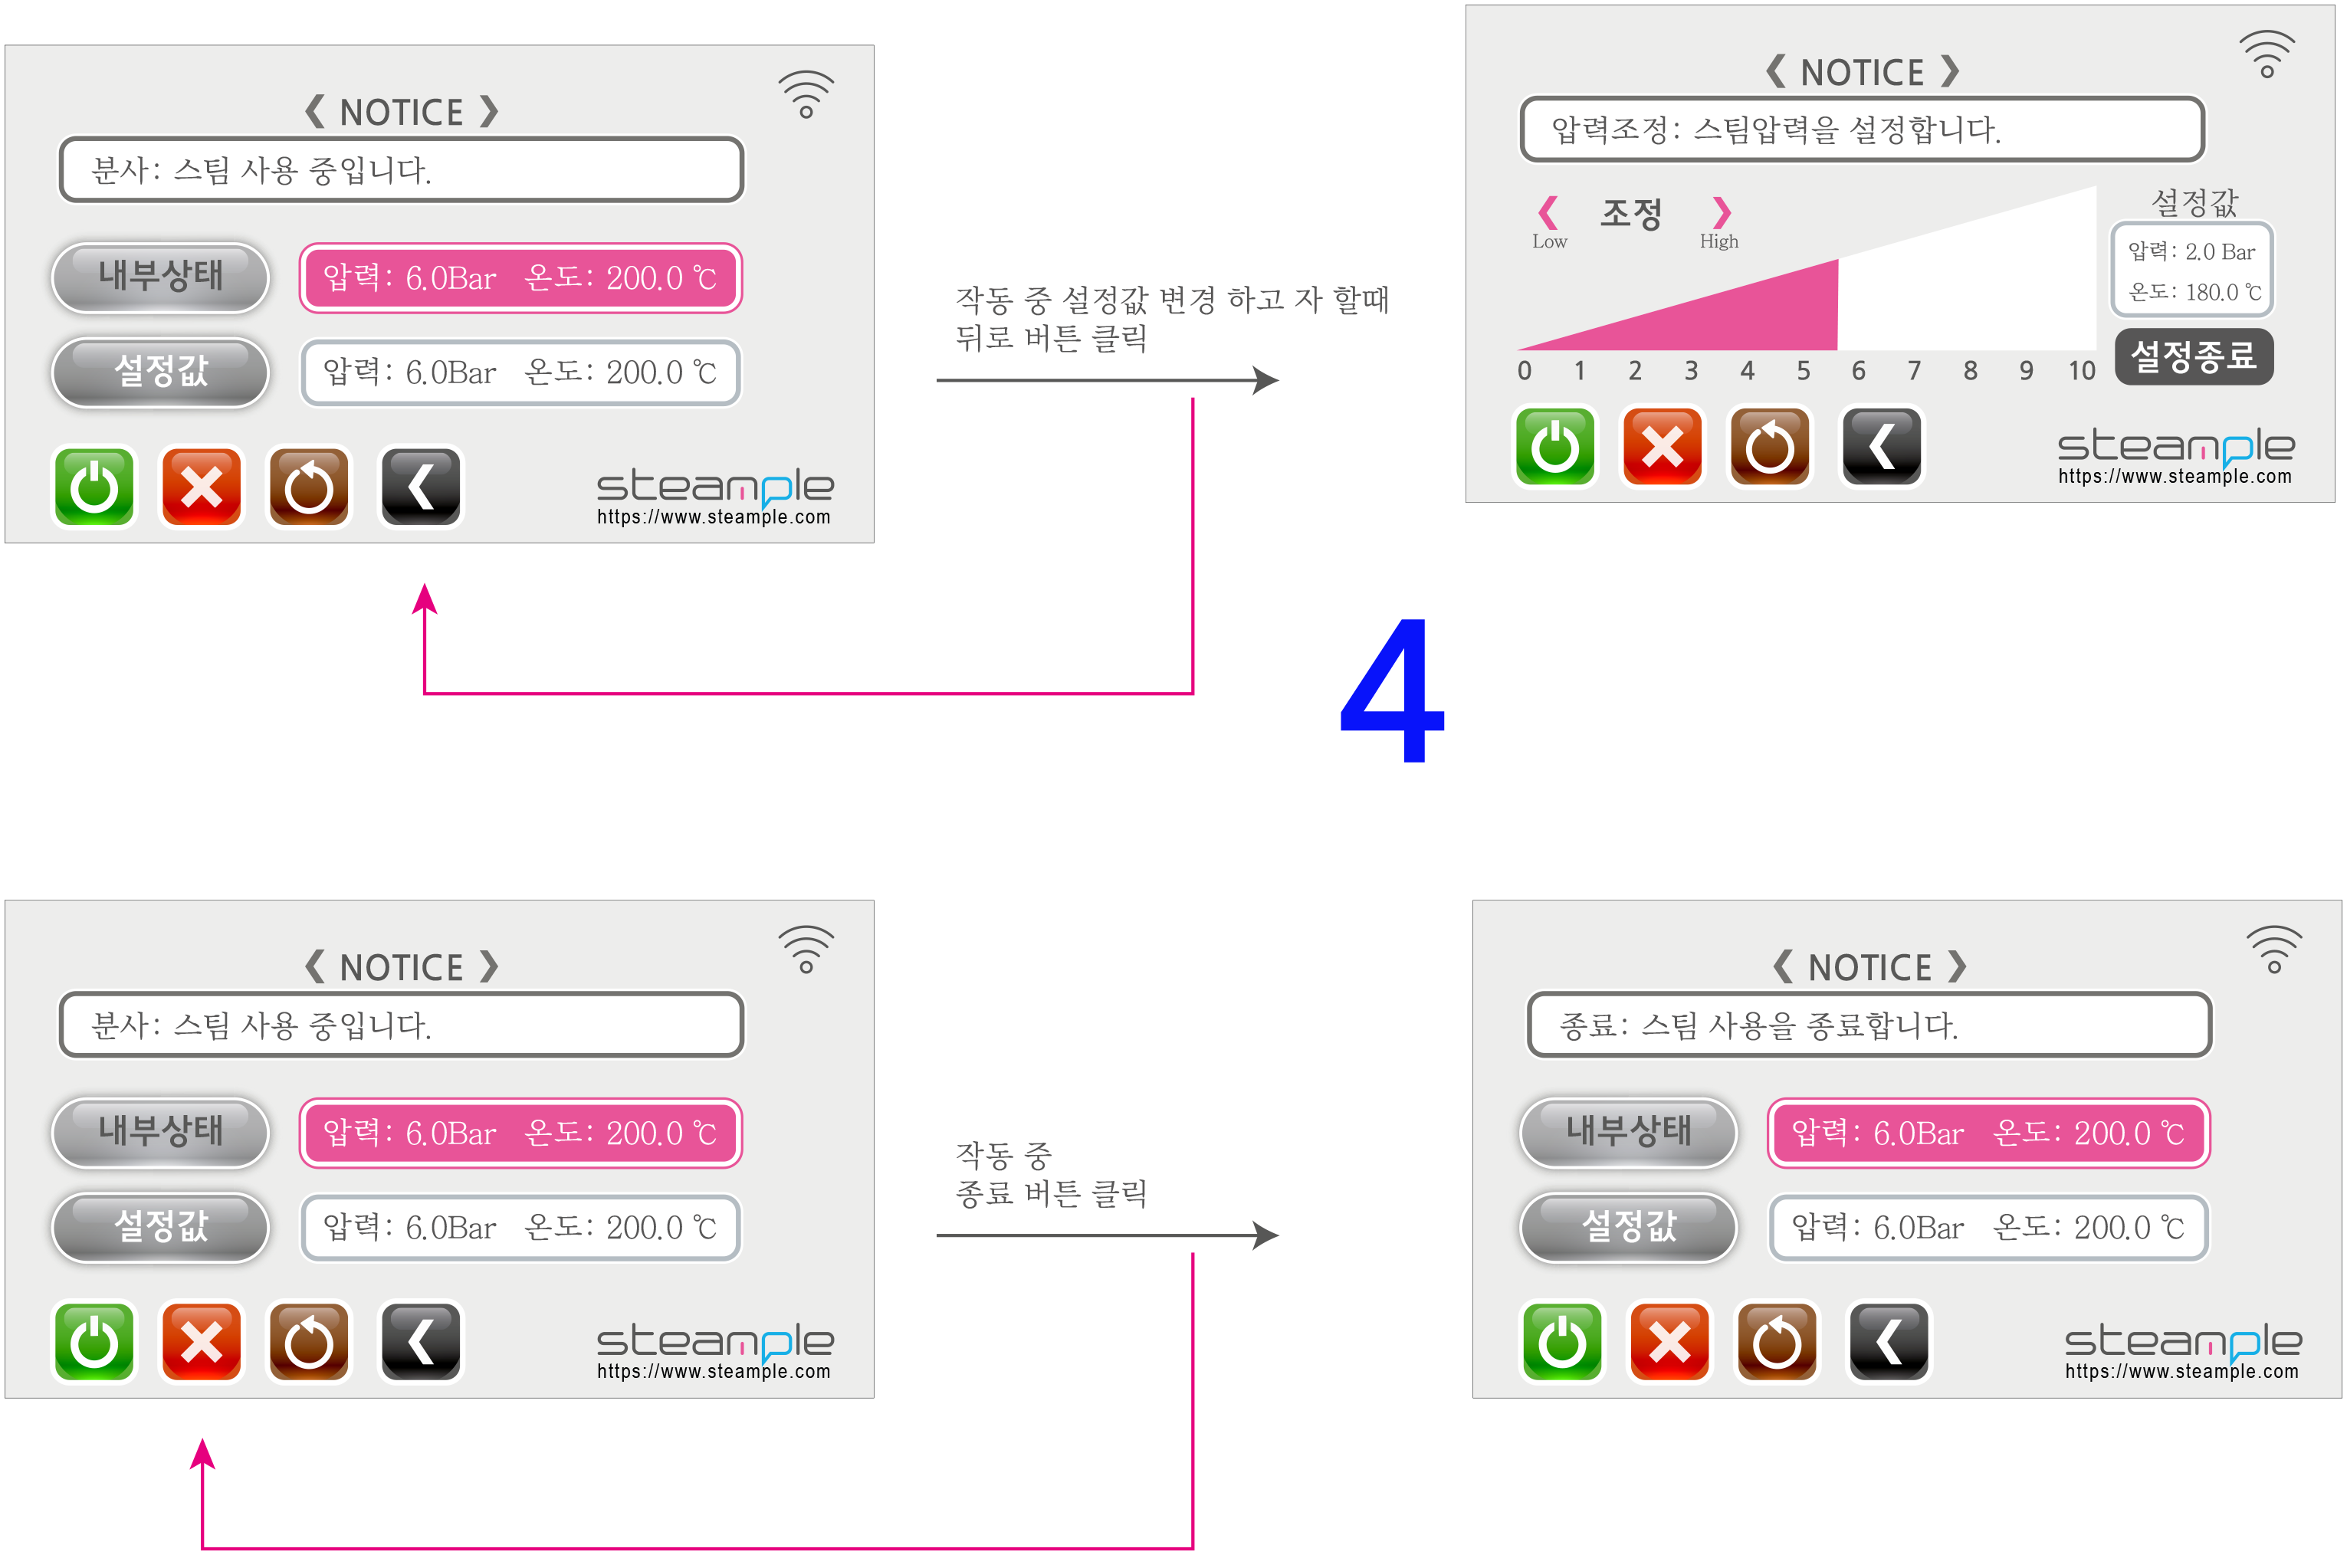 ❮ NOTICE ❯
분사: 스팀 사용 중입니다.
내부상태
압력: 6.0Bar 온도: 200.0 ℃
설정값
압력: 6.0Bar 온도: 200.0 ℃
steample
https://www.steample.com
작동 중 설정값 변경 하고 자 할때
뒤로 버튼 클릭
❮ NOTICE ❯
압력조정: 스팀압력을 설정합니다.
❮ 조정 ❯
Low High
설정값
압력: 2.0 Bar
온도: 180.0 ℃
설정종료
0 1 2 3 4 5 6 7 8 9 10
steample
https://www.steample.com
4
❮ NOTICE ❯
분사: 스팀 사용 중입니다.
내부상태
압력: 6.0Bar 온도: 200.0 ℃
설정값
압력: 6.0Bar 온도: 200.0 ℃
steample
https://www.steample.com
작동 중
종료 버튼 클릭
❮ NOTICE ❯
종료: 스팀 사용을 종료합니다.
내부상태
압력: 6.0Bar 온도: 200.0 ℃
설정값
압력: 6.0Bar 온도: 200.0 ℃
steample
https://www.steample.com